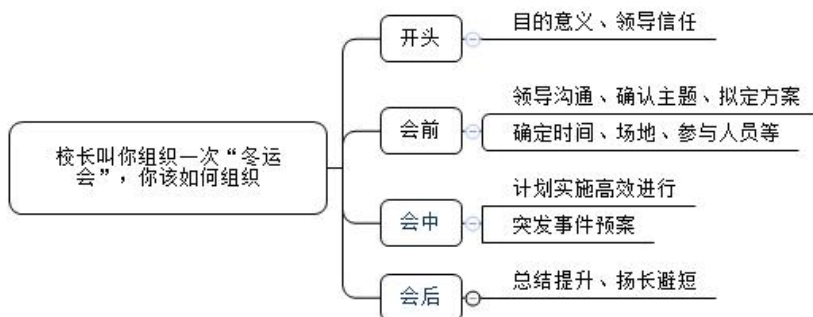 校长叫你组织一次“冬运
会”，你该如何组织
开头
目的意义、领导信任
会前
领导沟通、确认主题、拟定方案
确定时间、场地、参与人员等
会中
计划实施高效进行
突发事件预案
会后
总结提升、扬长避短